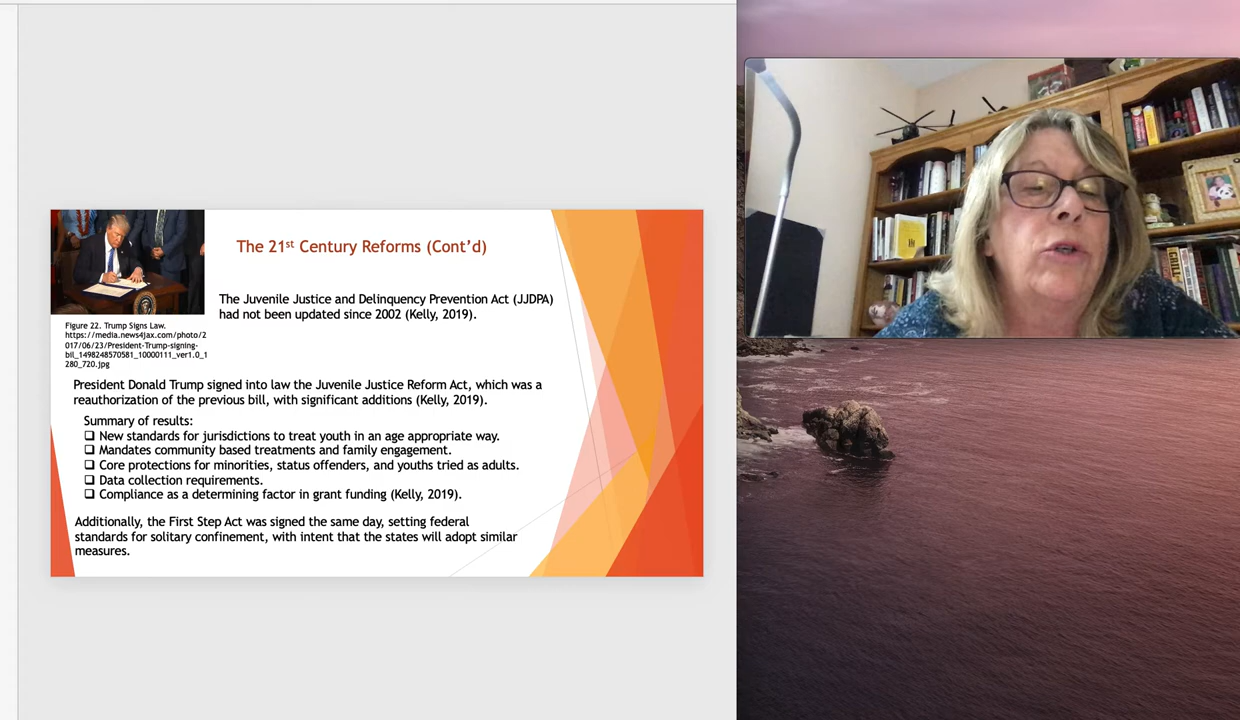 The 21st Century Reforms (Cont'd)
The Juvenile Justice and Delinquency Prevention Act (JJDPA)
had not been updated since 2002 (Kelly, 2019).
Figure 22. Trump Signs Law.
https://media.news4jax.com/photo/2
017/06/23/President-Trump-signing-
bil_1498248570581_10000111_ver1.0_1
280_720.jpg
President Donald Trump signed into law the Juvenile Justice Reform Act, which was a
reauthorization of the previous bill, with significant additions (Kelly, 2019).
Summary of results:
❑ New standards for jurisdictions to treat youth in an age appropriate way.
❑ Mandates community based treatments and family engagement.
❑ Core protections for minorities, status offenders, and youths tried as adults.
❑ Data collection requirements.
❑ Compliance as a determining factor in grant funding (Kelly, 2019).
Additionally, the First Step Act was signed the same day, setting federal
standards for solitary confinement, with intent that the states will adopt similar
measures.